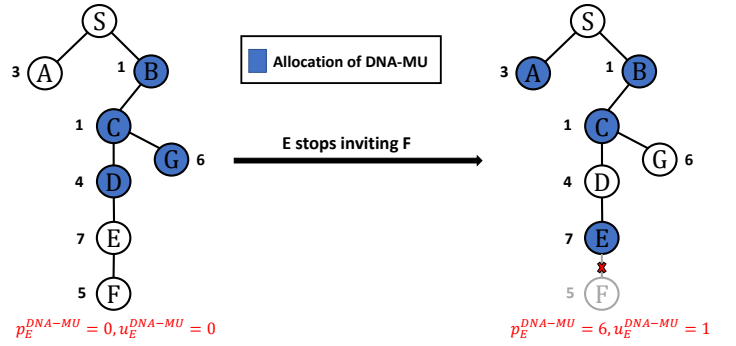 S
3 A
1 B
1 C
G 6
4 D
7 E
5 F
p_E^{DNA-MU} = 0, u_E^{DNA-MU} = 0
Allocation of DNA-MU
E stops inviting F
S
3 A
1 B
1 C
G 6
4 D
7 E
5 F
p_E^{DNA-MU} = 6, u_E^{DNA-MU} = 1